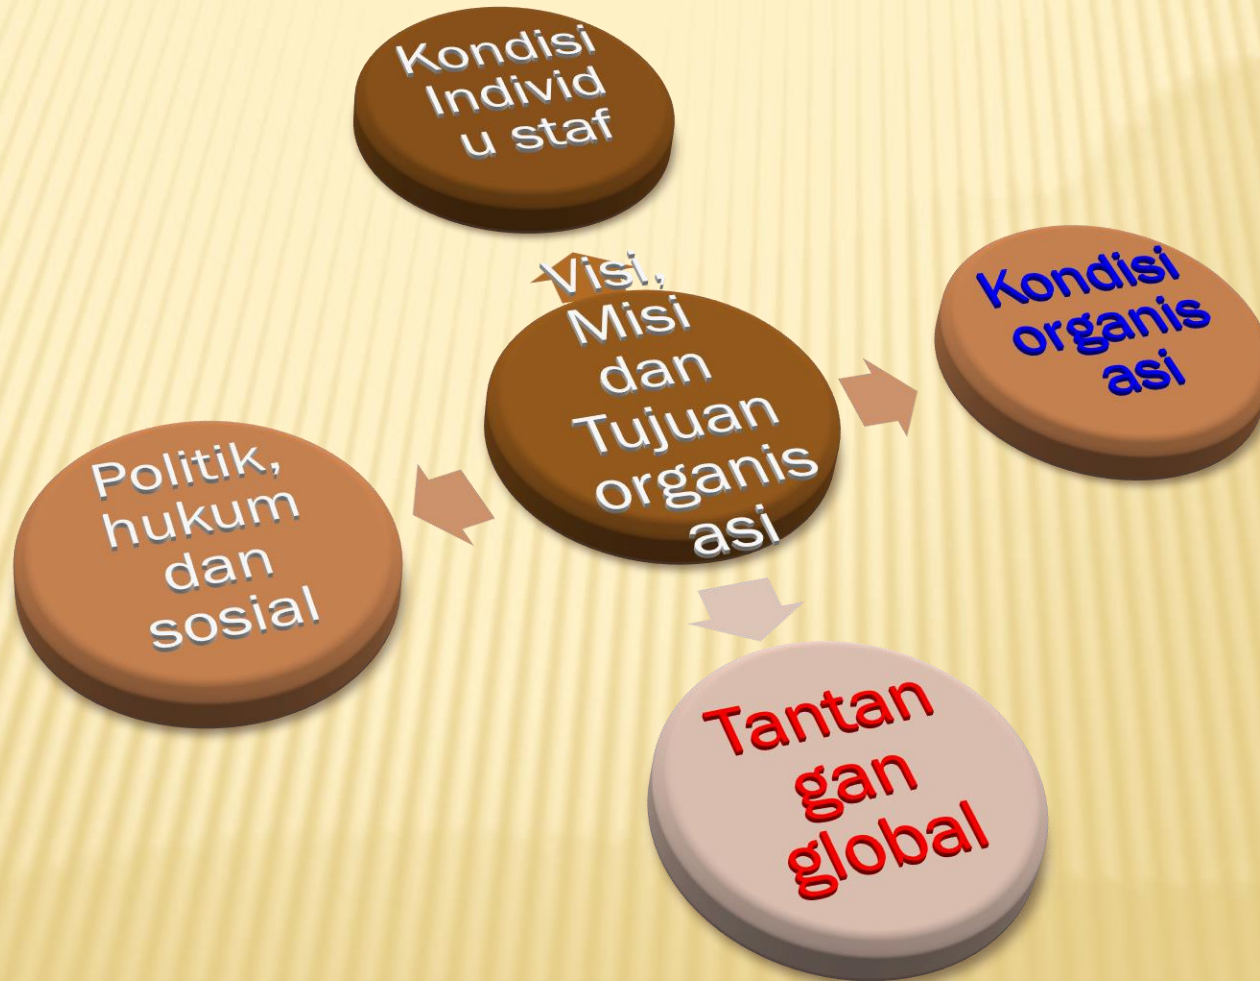 Kondisi
Individ
u staf
Visi,
Misi
dan
Tujuan
organis
asi
Kondisi
organis
asi
Politik,
hukum
dan
sosial
Tantan
gan
global